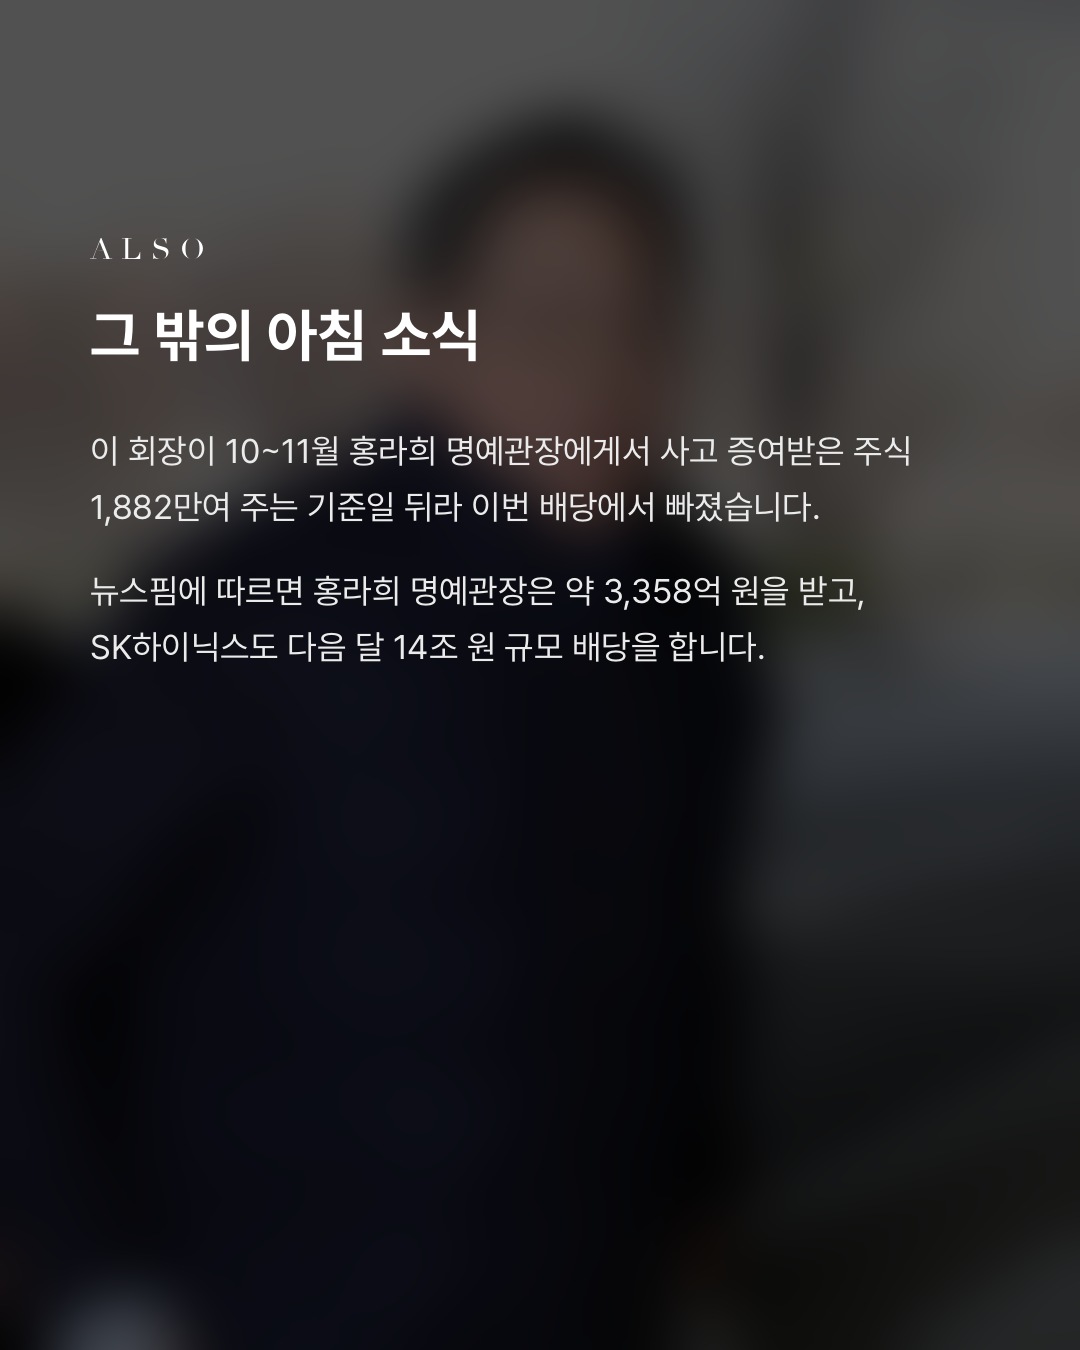 ALSO
그 밖의 아침 소식
이 회장이 10~11월 홍라희 명예관장에게서 사고 증여받은 주식
1,882만여 주는 기준일 뒤라 이번 배당에서 빠졌습니다.
뉴스핌에 따르면 홍라희 명예관장은 약 3,358억 원을 받고,
SK하이닉스도 다음 달 14조 원 규모 배당을 합니다.